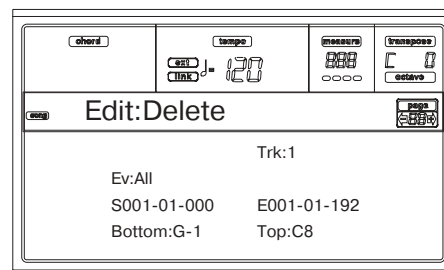 chord tempo measure transpose
ext
link
120
888
C 0
octave
song Edit:Delete page
88
Trk:1
Ev:All
S001-01-000 E001-01-192
Bottom:G-1 Top:C8